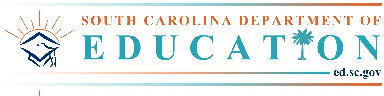 SOUTH CAROLINA DEPARTMENT OF
EDUCATION
ed.sc.gov